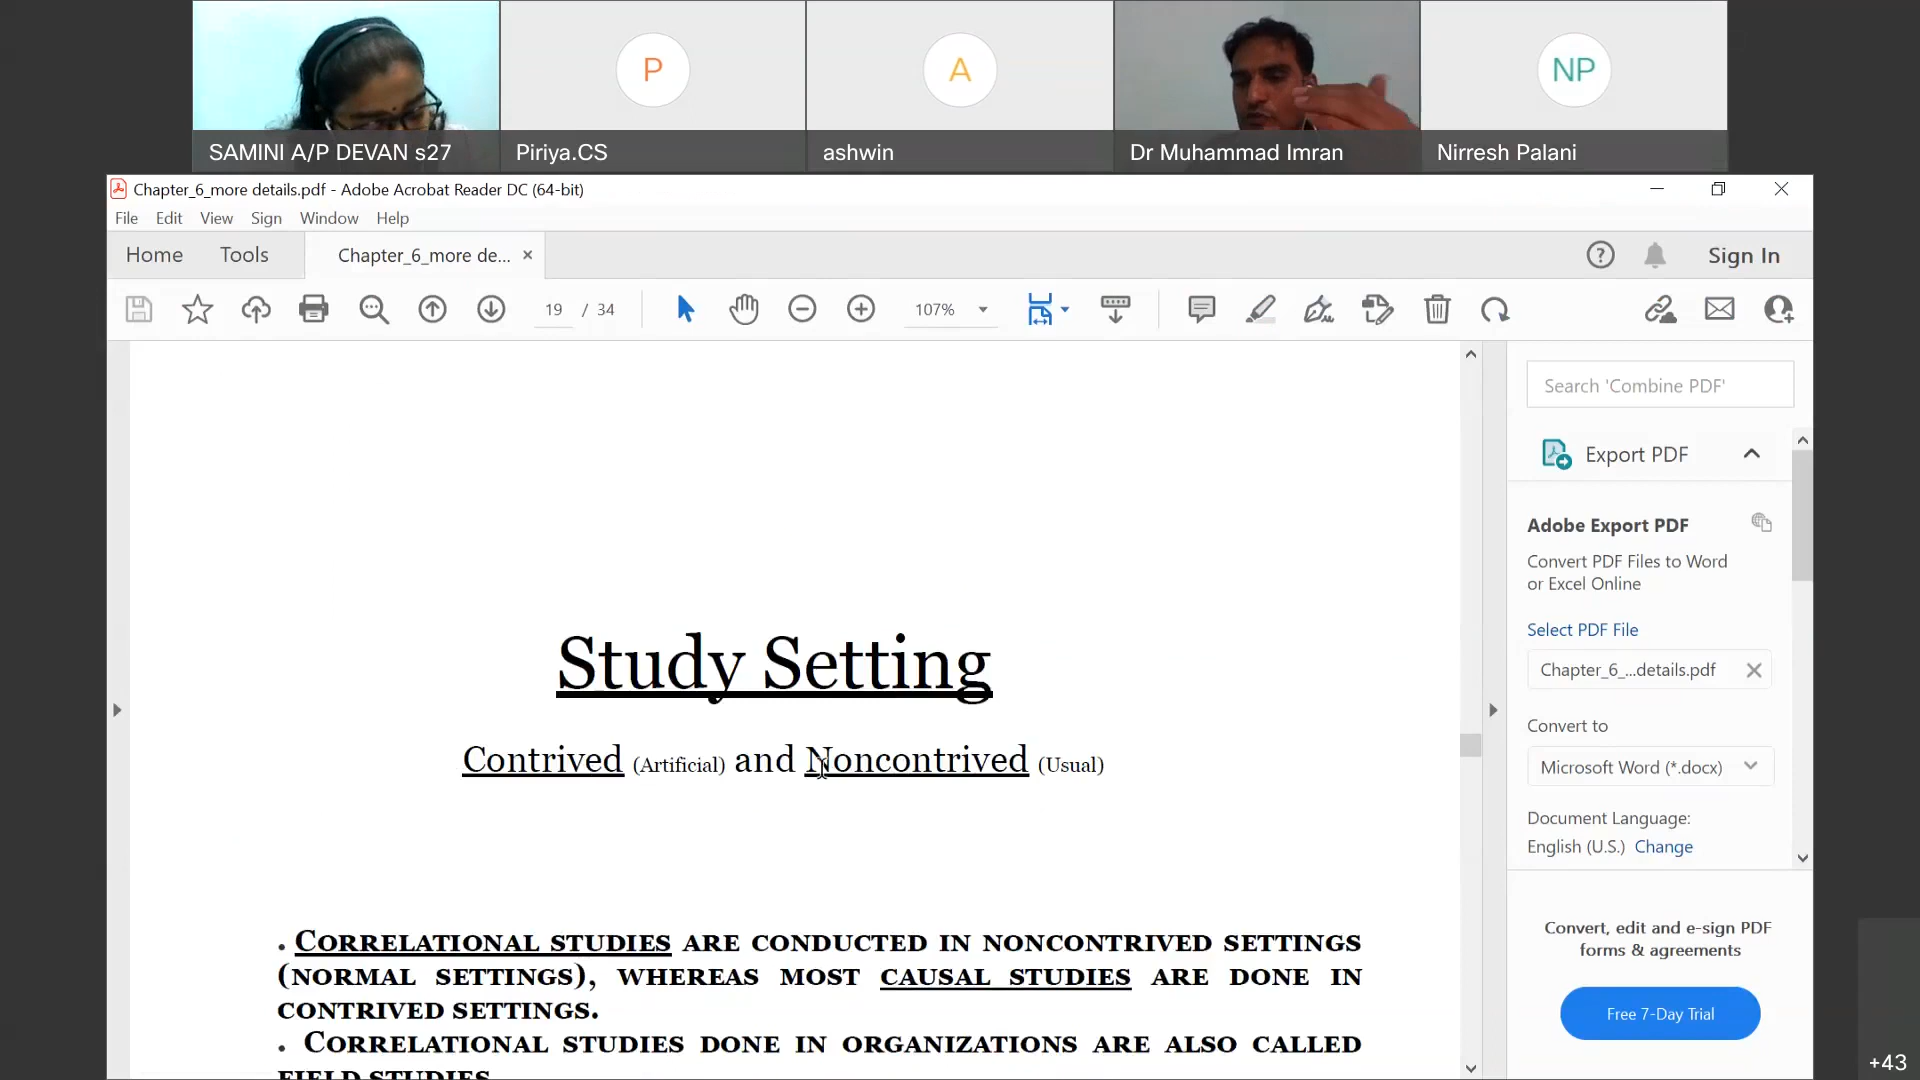 P
A
NP
SAMINI A/P DEVAN s27
Piriya.CS
ashwin
Dr Muhammad Imran
Nirresh Palani
Chapter_6_more details.pdf - Adobe Acrobat Reader DC (64-bit)
File Edit View Sign Window Help
Home Tools Chapter_6_more de... × Sign In
19 / 34 107%
Search 'Combine PDF'
Export PDF
Adobe Export PDF
Convert PDF Files to Word
or Excel Online
Select PDF File
Chapter_6_...details.pdf
Convert to
Microsoft Word (*.docx)
Document Language:
English (U.S.) Change
Convert, edit and e-sign PDF
forms & agreements
Free 7-Day Trial
Study Setting
Contrived (Artificial) and Noncontrived (Usual)
• CORRELATIONAL STUDIES ARE CONDUCTED IN NONCONTRIVED SETTINGS
(NORMAL SETTINGS), WHEREAS MOST CAUSAL STUDIES ARE DONE IN
CONTRIVED SETTINGS.
• CORRELATIONAL STUDIES DONE IN ORGANIZATIONS ARE ALSO CALLED
FIELD STUDIES.
+43